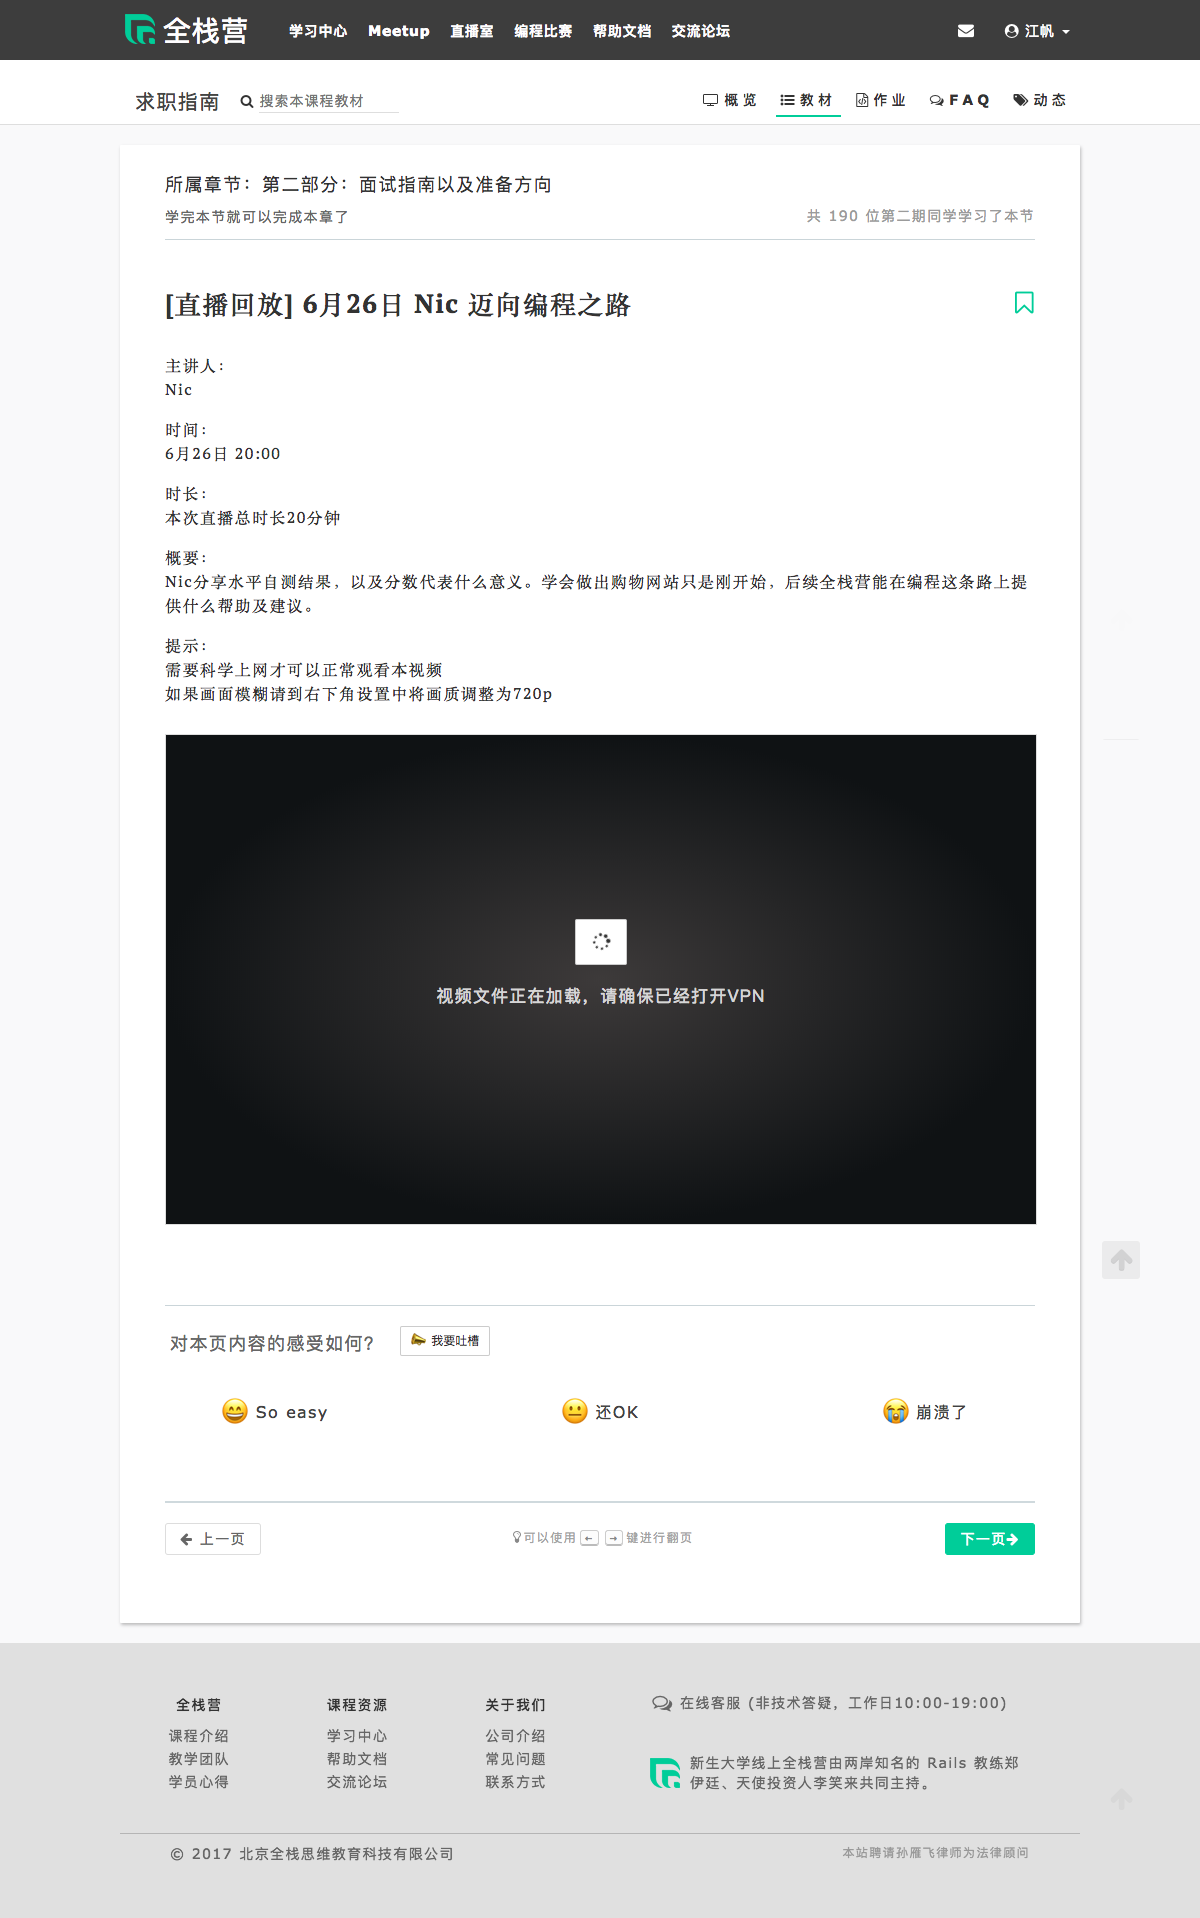 全栈营 学习中心 Meetup 直播室 编程比赛 帮助文档 交流论坛 江帆
求职指南 搜索本课程教材 概览 教材 作业 FAQ 动态
所属章节：第二部分：面试指南以及准备方向
学完本节就可以完成本章了 共 190 位第二期同学学习了本节
[直播回放] 6月26日 Nic 迈向编程之路
主讲人：
Nic
时间：
6月26日 20:00
时长：
本次直播总时长20分钟
概要：
Nic分享水平自测结果，以及分数代表什么意义。学会做出购物网站只是刚开始，后续全栈营能在编程这条路上提
供什么帮助及建议。
提示：
需要科学上网才可以正常观看本视频
如果画面模糊请到右下角设置中将画质调整为720p
视频文件正在加载，请确保已经打开VPN
对本页内容的感受如何？ 我要吐槽
So easy 还OK 崩溃了
上一页 可以使用 ← → 键进行翻页 下一页
全栈营 课程资源 关于我们 在线客服 (非技术答疑，工作日10:00-19:00)
课程介绍 学习中心 公司介绍
教学团队 帮助文档 常见问题 新生大学线上全栈营由两岸知名的 Rails 教练郑
学员心得 交流论坛 联系方式 伊廷、天使投资人李笑来共同主持。
© 2017 北京全栈思维教育科技有限公司 本站聘请孙雁飞律师为法律顾问